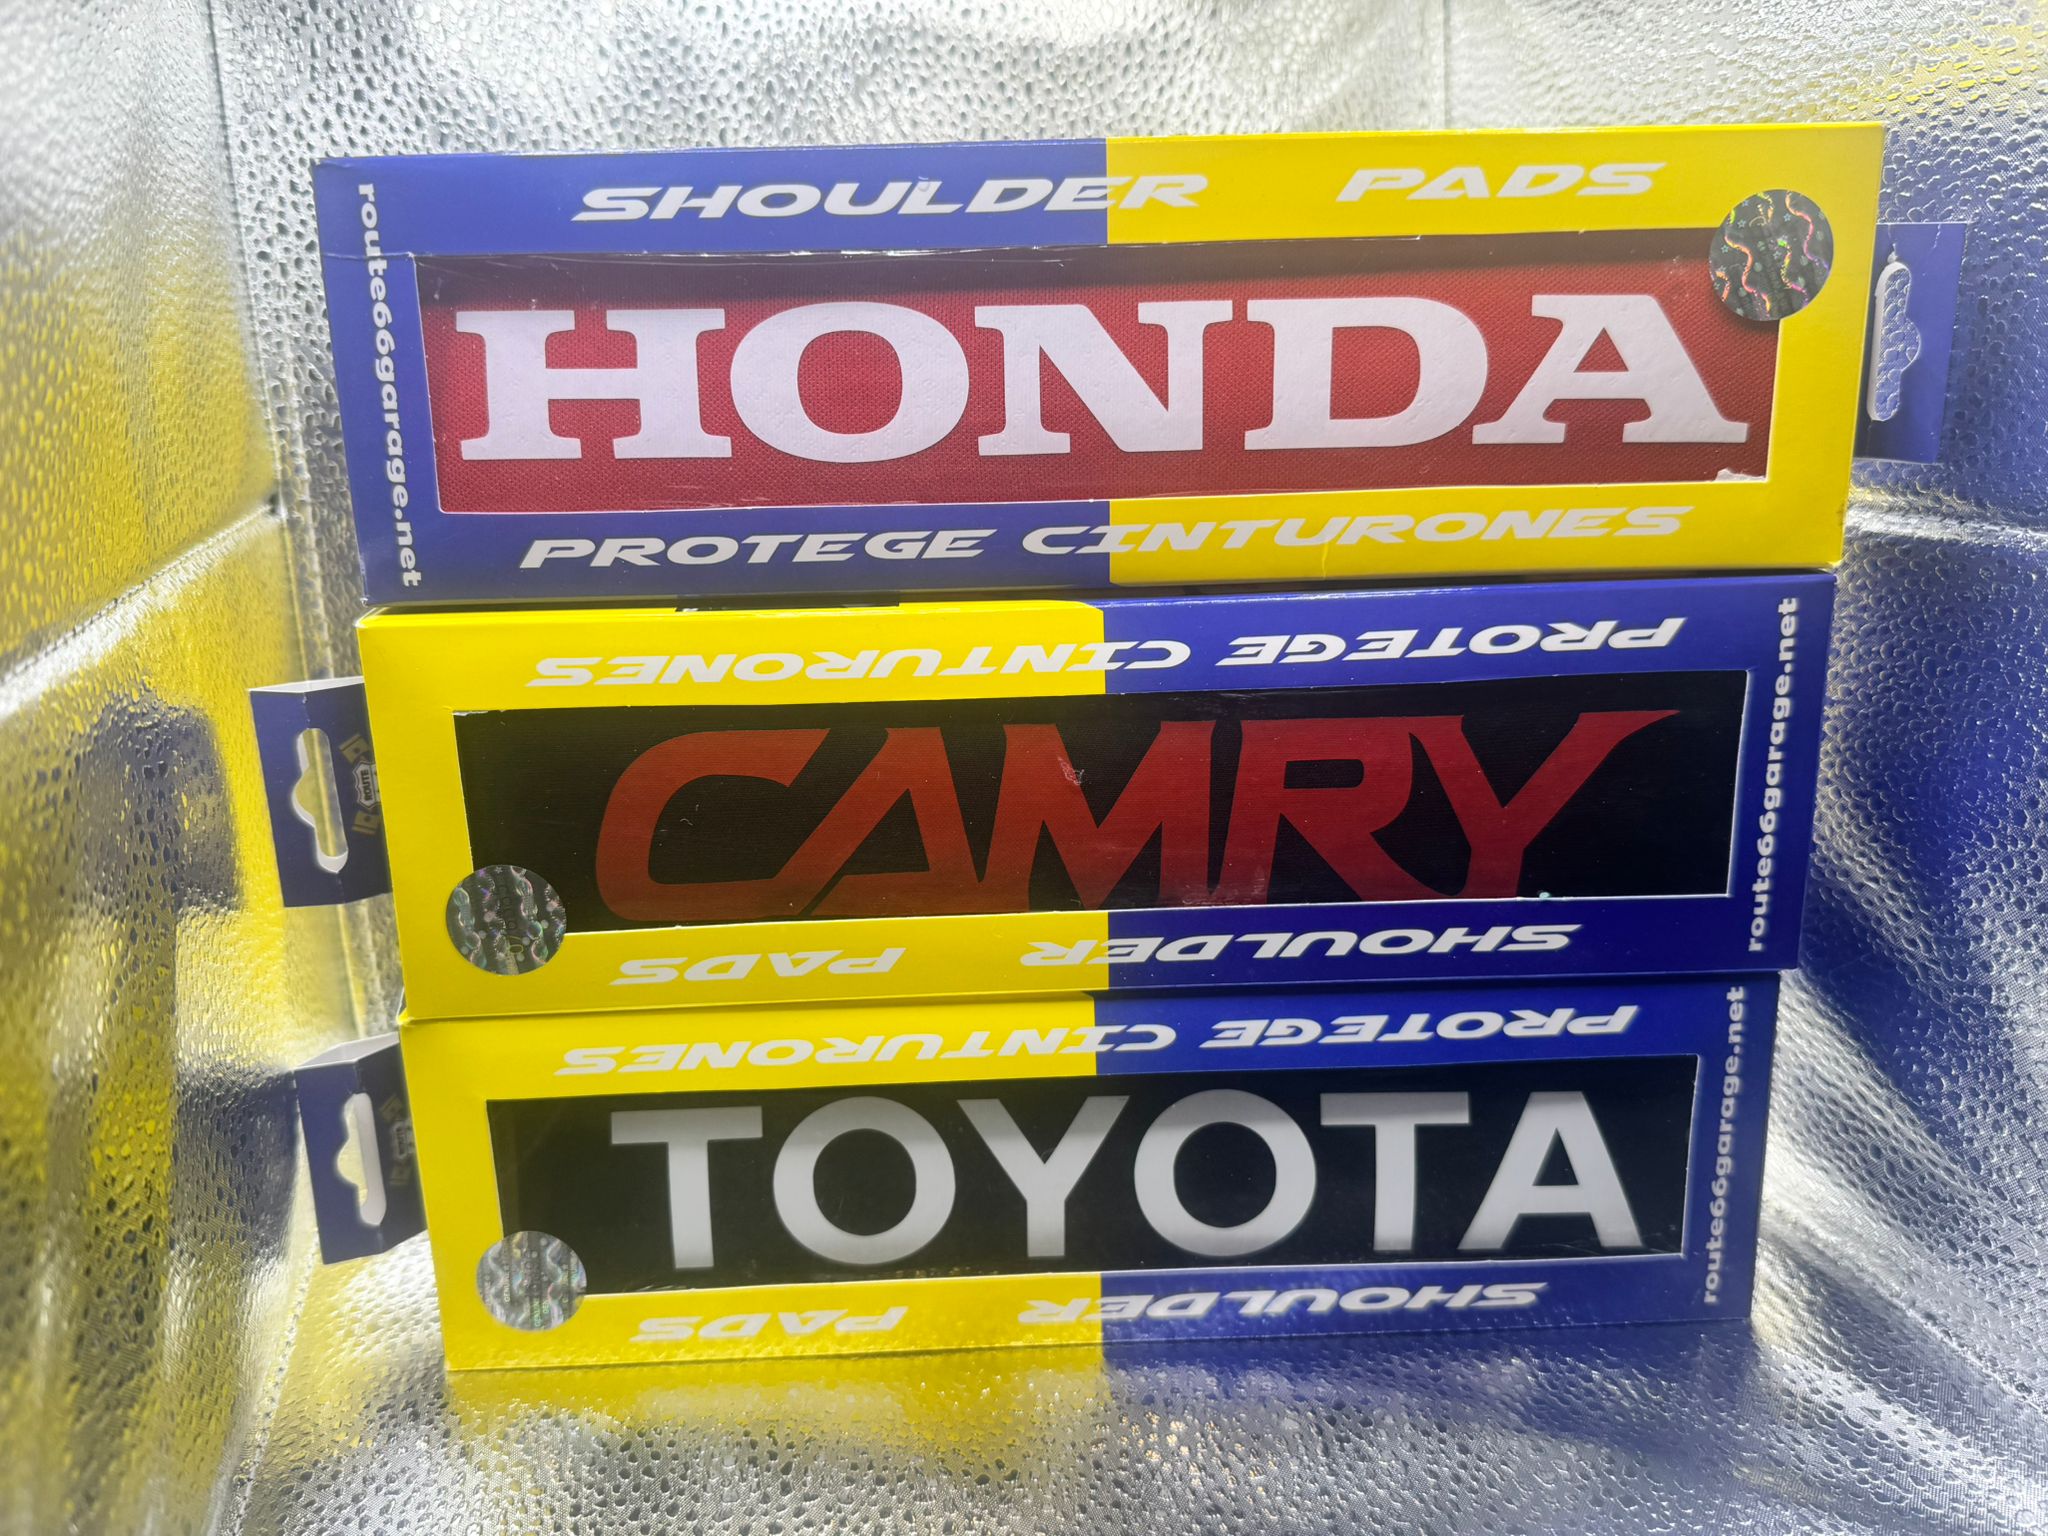 SHOULDER PADS
route66garage.net
HONDA
PROTEGE CINTURONES
PROTEGE CINTURONES
CAMRY
route66garage.net
SHOULDER PADS
ROUTE
PROTEGE CINTURONES
TOYOTA
route66garage.net
SHOULDER PADS